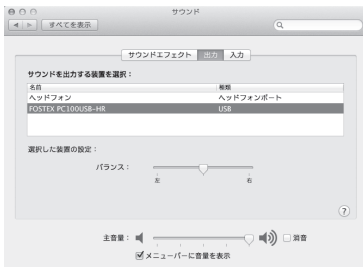 サウンド
すべてを表示
サウンドエフェクト 出力 入力
サウンドを出力する装置を選択：
名前 種類
ヘッドフォン ヘッドフォンポート
FOSTEX PC100USB-HR USB
選択した装置の設定：
バランス：
左 右
?
主音量： 消音
メニューバーに音量を表示